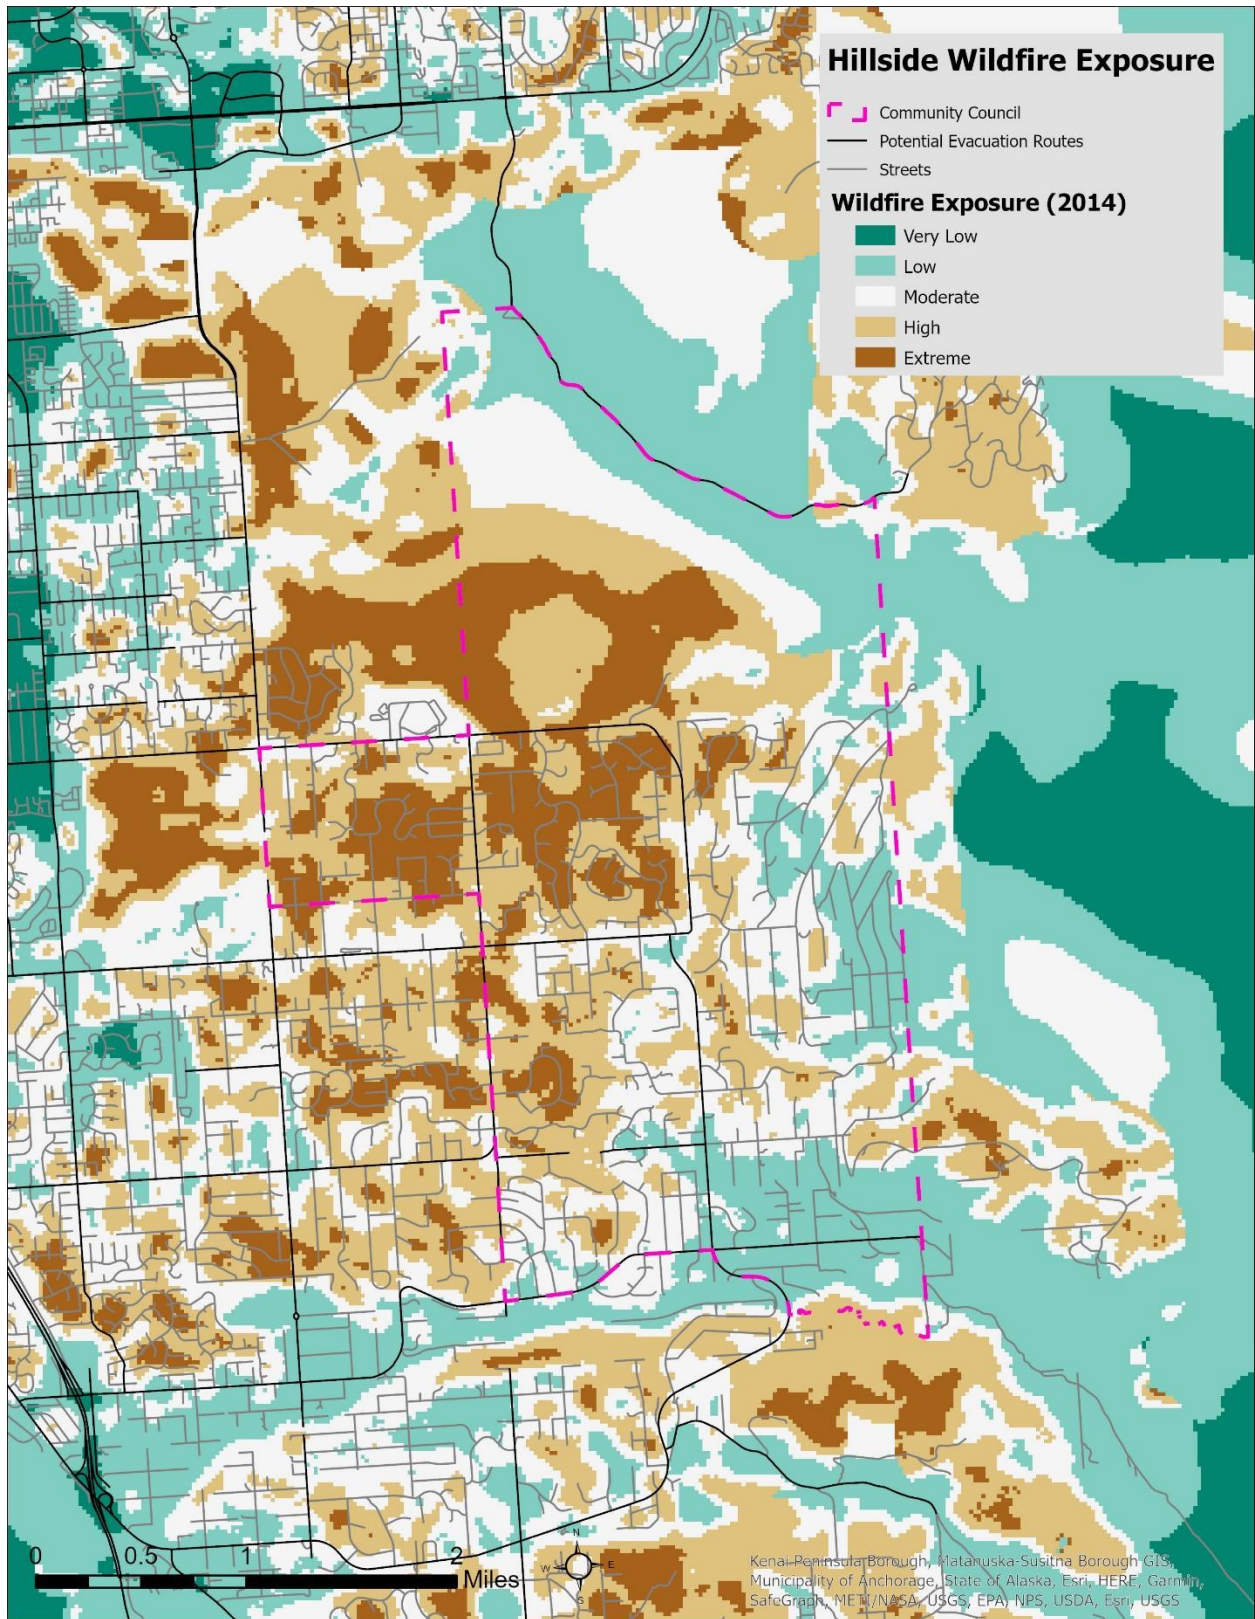 Hillside Wildfire Exposure
Community Council
Potential Evacuation Routes
Streets
Wildfire Exposure (2014)
Very Low
Low
Moderate
High
Extreme
0 0.5 1 2
Miles
N
W E
S
Kenai Peninsula Borough, Matanuska-Susitna Borough GIS,
Municipality of Anchorage, State of Alaska, Esri, HERE, Garmin,
SafeGraph, METI/NASA, USGS, EPA, NPS, USDA, Esri, USGS